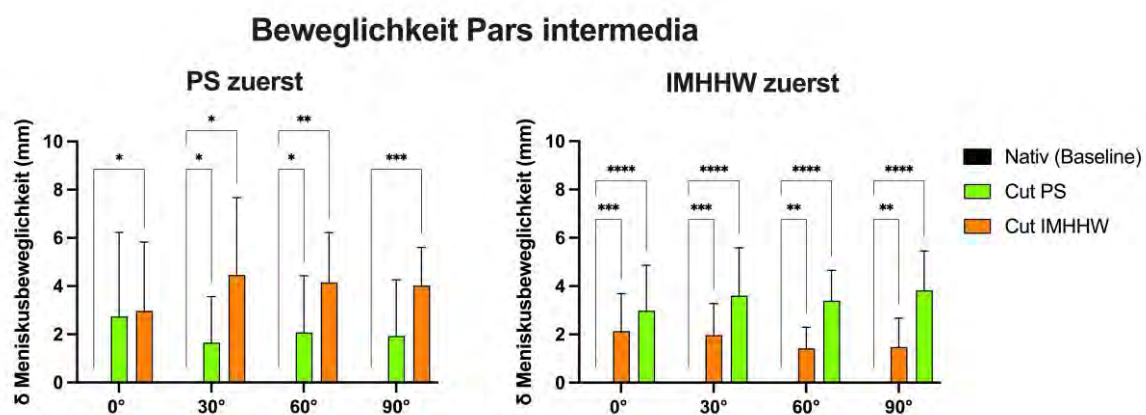 Beweglichkeit Pars intermedia
PS zuerst
δ Meniskusbeweglichkeit (mm)
10
8
6
4
2
0
* * * * ** ***
0° 30° 60° 90°
IMHHW zuerst
δ Meniskusbeweglichkeit (mm)
10
8
6
4
2
0
**** **** **** ****
*** *** ** **
0° 30° 60° 90°
Nativ (Baseline)
Cut PS
Cut IMHHW